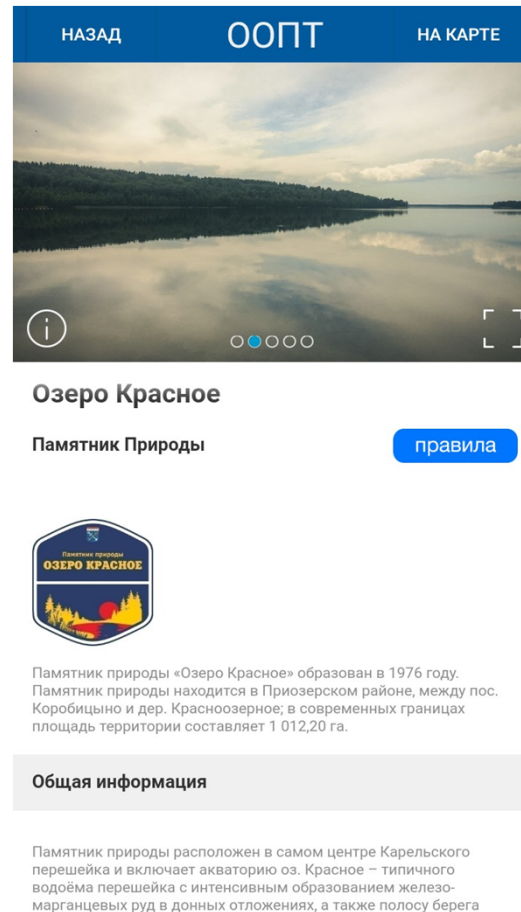 НАЗАД
ООПТ
НА КАРТЕ
Озеро Красное
Памятник Природы
правила
Памятник природы
ОЗЕРО КРАСНОЕ
Памятник природы «Озеро Красное» образован в 1976 году.
Памятник природы находится в Приозерском районе, между пос.
Коробицыно и дер. Красноозерное; в современных границах
площадь территории составляет 1 012,20 га.
Общая информация
Памятник природы расположен в самом центре Карельского
перешейка и включает акваторию оз. Красное – типичного
водоёма перешейка с интенсивным образованием железо-
марганцевых руд в донных отложениях, а также полосу берега